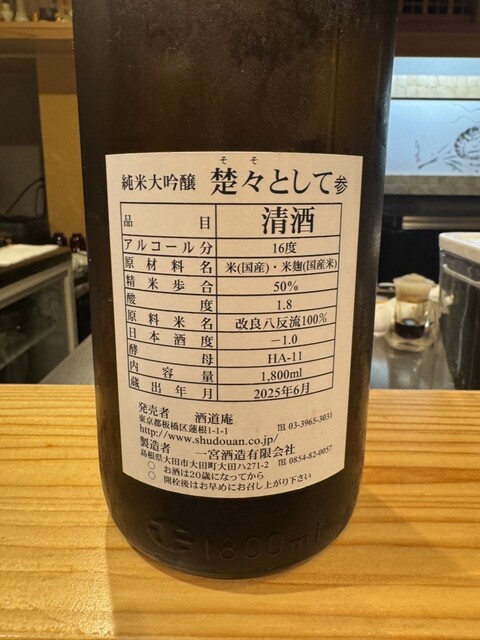 そそ
純米大吟醸 楚々として参
品目 清酒
アルコール分 16度
原材料名 米(国産)・米麹(国産米)
精米歩合 50%
酸度 1.8
原料米名 改良八反流100%
日本酒度 −1.0
酵母 HA-11
内容量 1,800ml
蔵出年月 2025年6月
発売者 酒道庵
東京都板橋区蓮根1-1-1 TEL 03-3965-3031
http://www.shudouan.co.jp/
製造者 一宮酒造有限会社
島根県大田市大田町大田ハ271-2 TEL 0854-82-0057
○ お酒は20歳になってから
○ 開栓後はお早めにお召し上がり下さい
1800ml